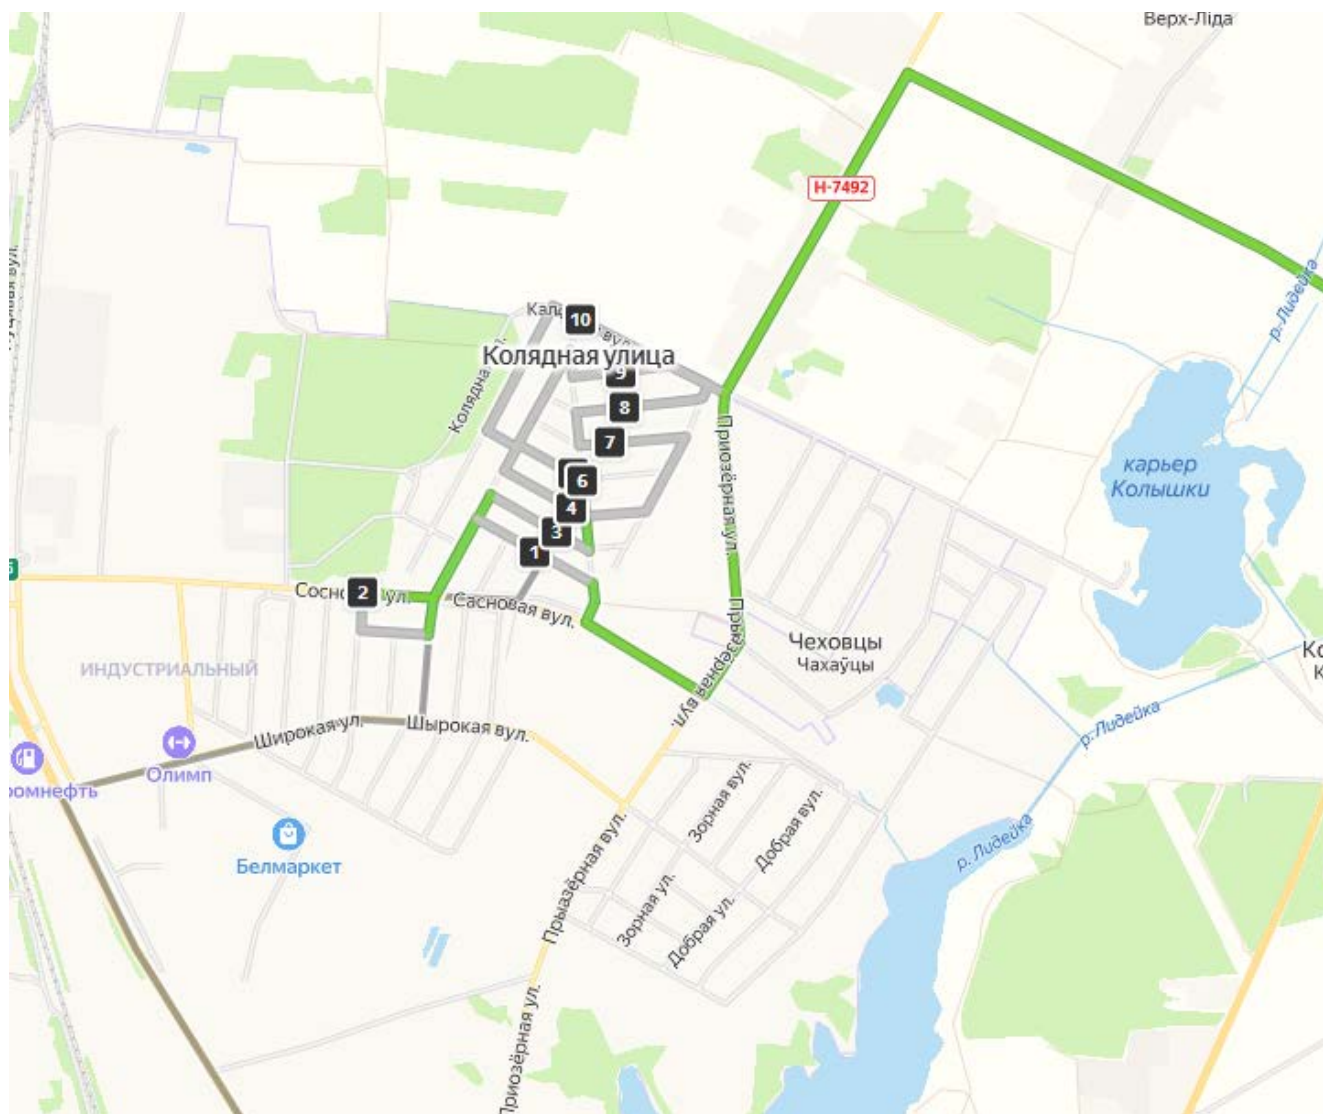 Верх-Ліда
Н-7492
р. Лидейка
10
Колядная улица
9
8
7
6
4
3
1
2
Приозёрная ул.
карьер
Колышки
Сасновая вул.
Прыазёрная вул.
Чеховцы
Чахаўцы
ИНДУСТРИАЛЬНЫЙ
Широкая ул.
Шырокая вул.
Олимп
р. Лидейка
Зорная вул.
Добрая вул.
Белмаркет
Прыазёрная вул.
р. Лидейка
Зорная ул.
Добрая ул.
Приозёрная ул.